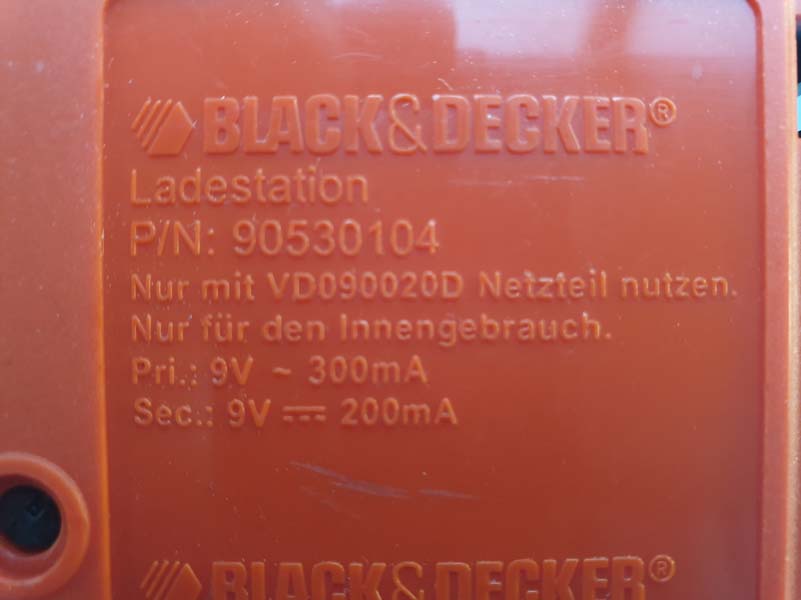 BLACK&DECKER®
Ladestation
P/N: 90530104
Nur mit VD090020D Netzteil nutzen.
Nur für den Innengebrauch.
Pri.: 9V ~ 300mA
Sec.: 9V ⎓ 200mA
BLACK&DECKER®